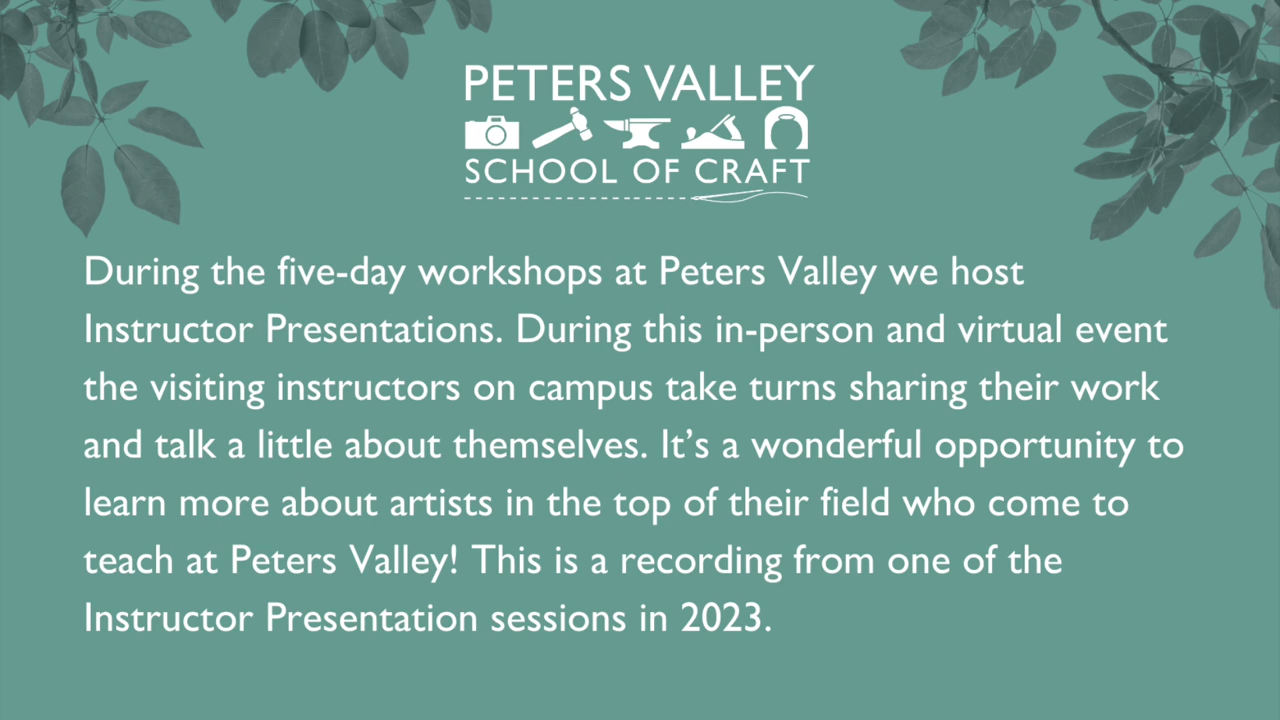 PETERS VALLEY
SCHOOL OF CRAFT
During the five-day workshops at Peters Valley we host
Instructor Presentations. During this in-person and virtual event
the visiting instructors on campus take turns sharing their work
and talk a little about themselves. It’s a wonderful opportunity to
learn more about artists in the top of their field who come to
teach at Peters Valley! This is a recording from one of the
Instructor Presentation sessions in 2023.